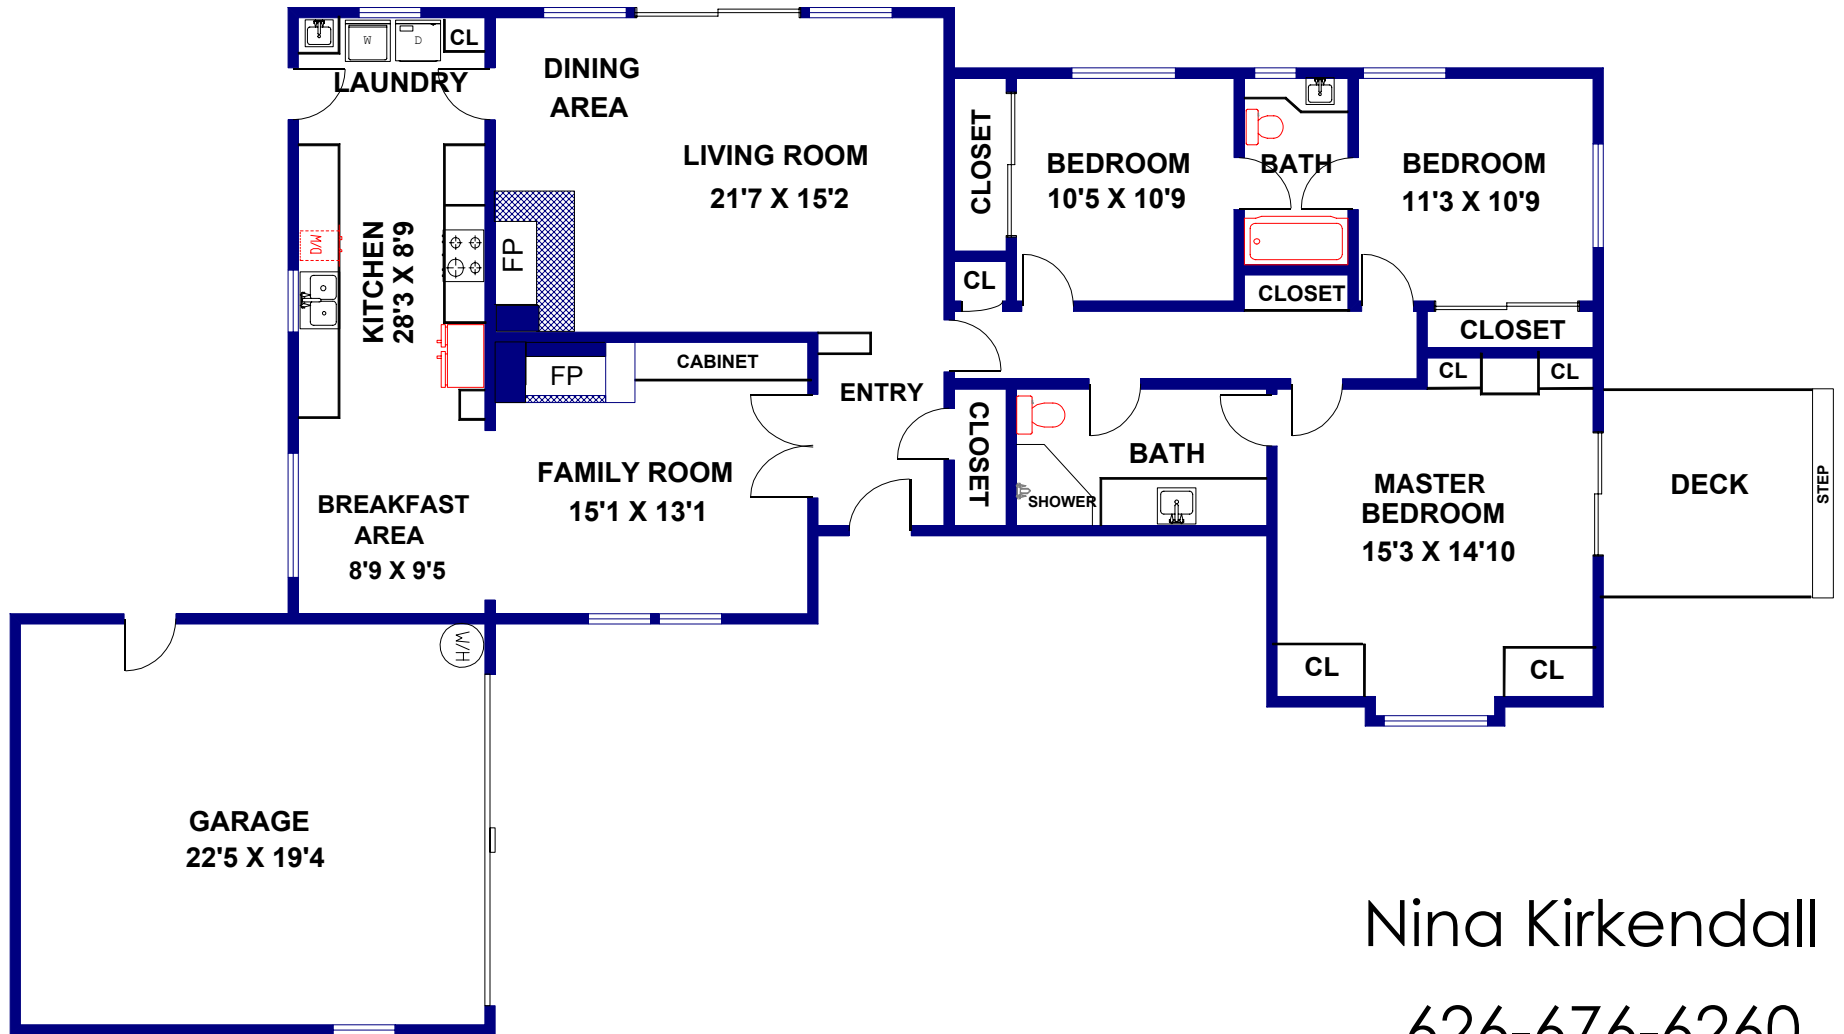 W
D
CL
LAUNDRY
DINING
AREA
LIVING ROOM
21'7 X 15'2
CLOSET
BEDROOM
10'5 X 10'9
BATH
BEDROOM
11'3 X 10'9
D/W
KITCHEN
28'3 X 8'9
FP
CL
CLOSET
CLOSET
FP
CABINET
ENTRY
CL
CL
CLOSET
BATH
SHOWER
FAMILY ROOM
15'1 X 13'1
BREAKFAST
AREA
8'9 X 9'5
MASTER
BEDROOM
15'3 X 14'10
DECK
STEP
W/H
CL
CL
GARAGE
22'5 X 19'4
Nina Kirkendall
626-676-6260